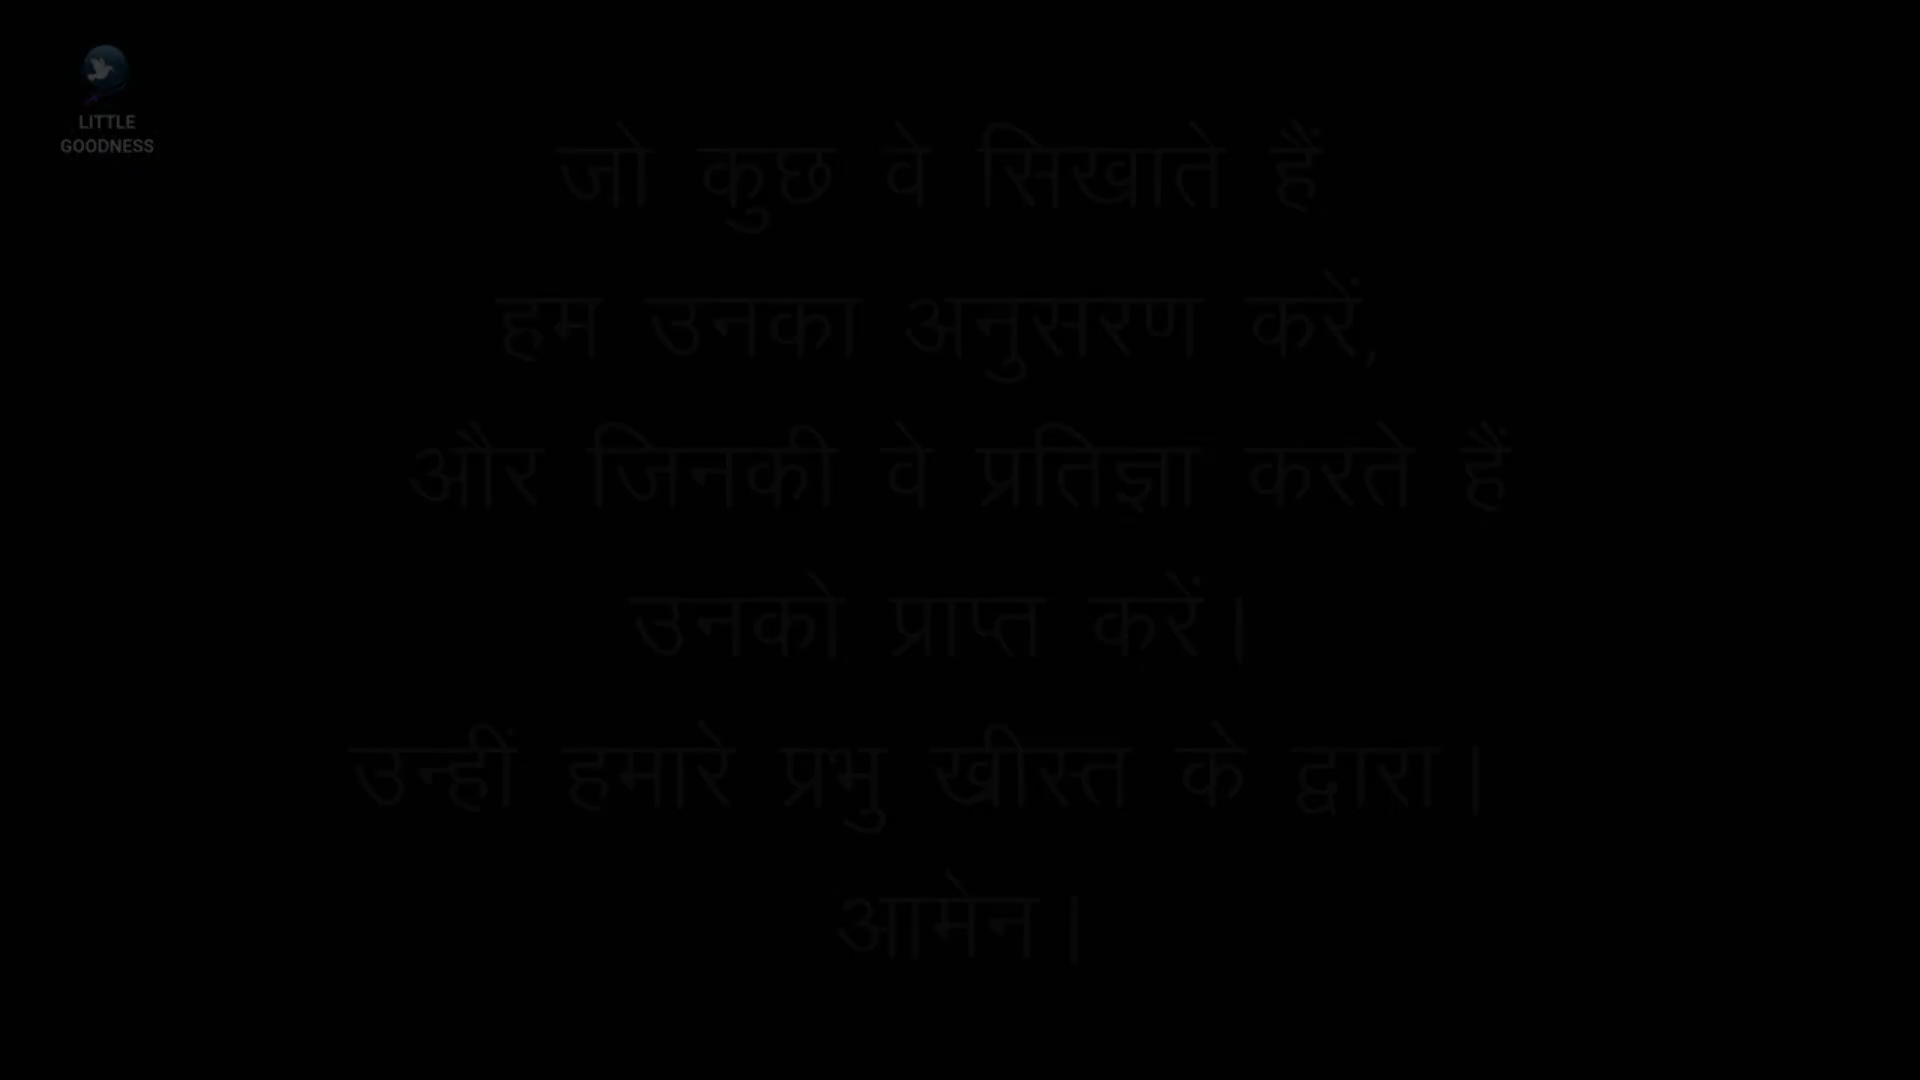 LITTLE
GOODNESS
जो कुछ वे सिखाते हैं
हम उनका अनुसरण करें,
और जिनकी वे प्रतिज्ञा करते हैं
उनको प्राप्त करें।
उन्हीं हमारे प्रभु ख्रीस्त के द्वारा।
आमेन।